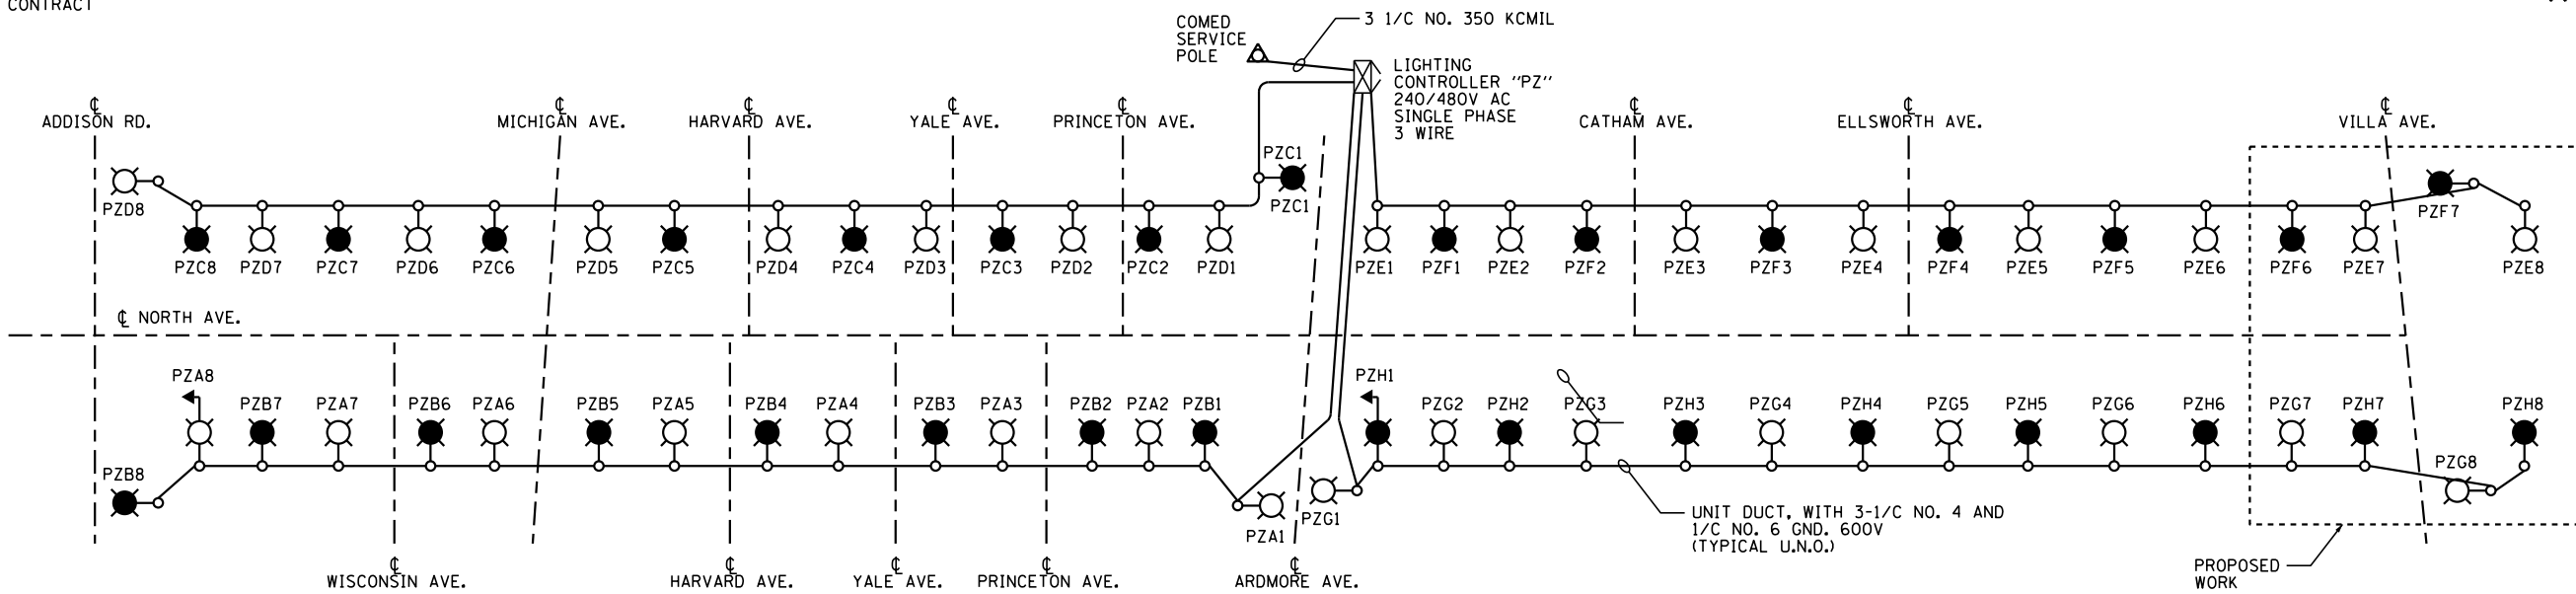 CONTRACT
COMED
SERVICE
POLE
3 1/C NO. 350 KCMIL
LIGHTING
CONTROLLER "PZ"
240/480V AC
SINGLE PHASE
3 WIRE
℄ ℄ ℄ ℄ ℄ ℄ ℄ ℄
ADDISON RD. MICHIGAN AVE. HARVARD AVE. YALE AVE. PRINCETON AVE. CATHAM AVE. ELLSWORTH AVE. VILLA AVE.
PZC1
PZD8 PZC1 PZF7
PZC8 PZD7 PZC7 PZD6 PZC6 PZD5 PZC5 PZD4 PZC4 PZD3 PZC3 PZD2 PZC2 PZD1 PZE1 PZF1 PZE2 PZF2 PZE3 PZF3 PZE4 PZF4 PZE5 PZF5 PZE6 PZF6 PZE7 PZE8
℄ NORTH AVE.
PZA8 PZH1
PZB7 PZA7 PZB6 PZA6 PZB5 PZA5 PZB4 PZA4 PZB3 PZA3 PZB2 PZA2 PZB1 PZG2 PZH2 PZG3 PZH3 PZG4 PZH4 PZG5 PZH5 PZG6 PZH6 PZG7 PZH7 PZH8
PZB8 PZG8
PZA1 PZG1
UNIT DUCT, WITH 3-1/C NO. 4 AND
1/C NO. 6 GND. 600V
(TYPICAL U.N.O.)
℄ ℄ ℄ ℄ ℄
WISCONSIN AVE. HARVARD AVE. YALE AVE. PRINCETON AVE. ARDMORE AVE.
PROPOSED
WORK